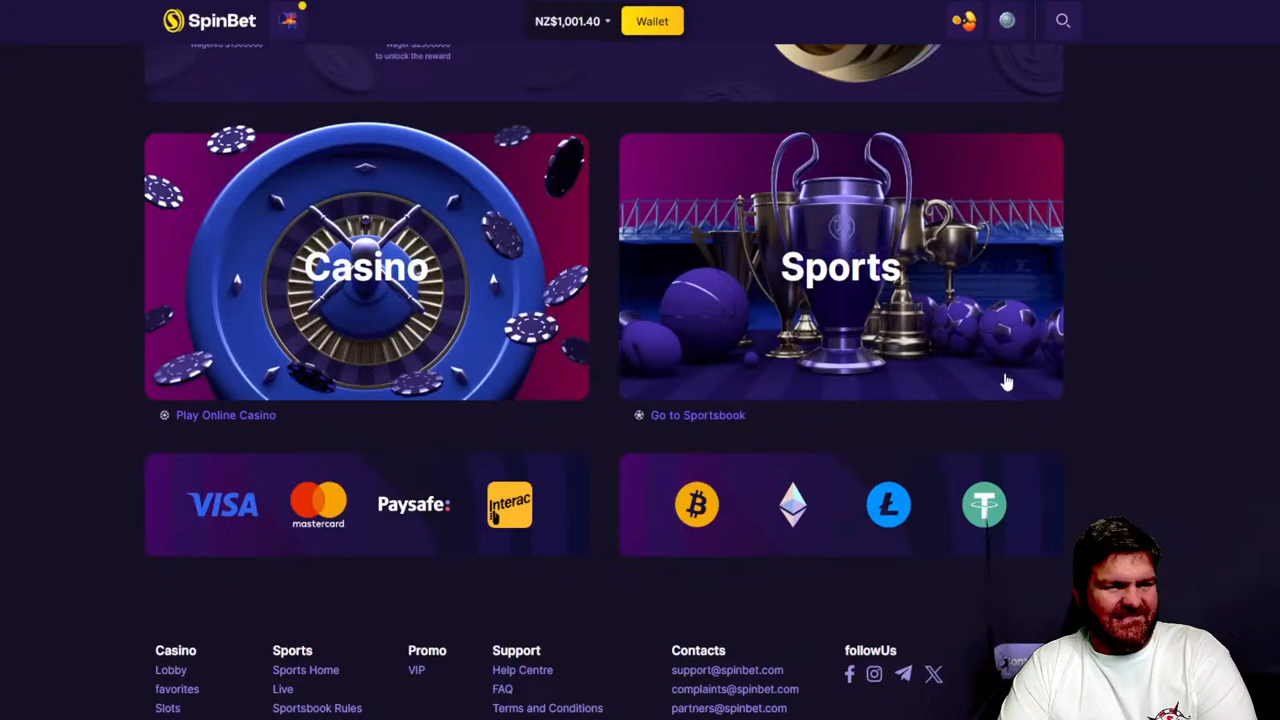 SpinBet
NZ$1,001.40
Wallet
to unlock the reward
Casino
Sports
Play Online Casino
Go to Sportsbook
VISA
mastercard
Paysafe:
Interac
Casino
Sports
Promo
Support
Contacts
followUs
Lobby
Sports Home
VIP
Help Centre
support@spinbet.com
favorites
Live
FAQ
complaints@spinbet.com
Slots
Sportsbook Rules
Terms and Conditions
partners@spinbet.com